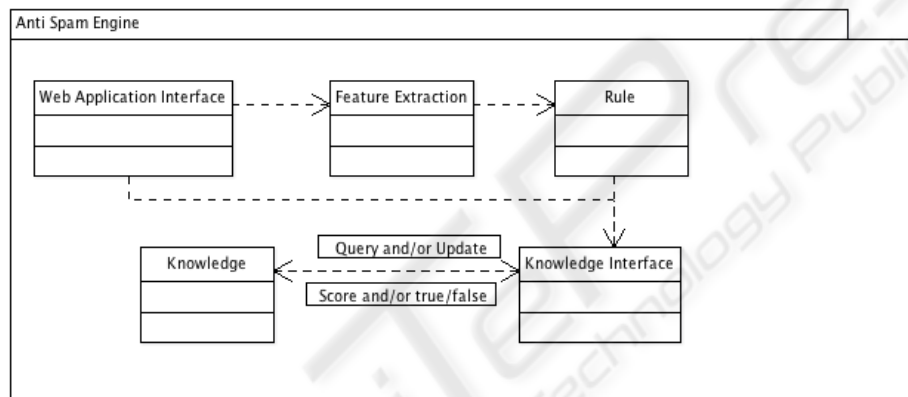 Anti Spam Engine
Web Application Interface
Feature Extraction
Rule
Query and/or Update
Knowledge
Knowledge Interface
Score and/or true/false